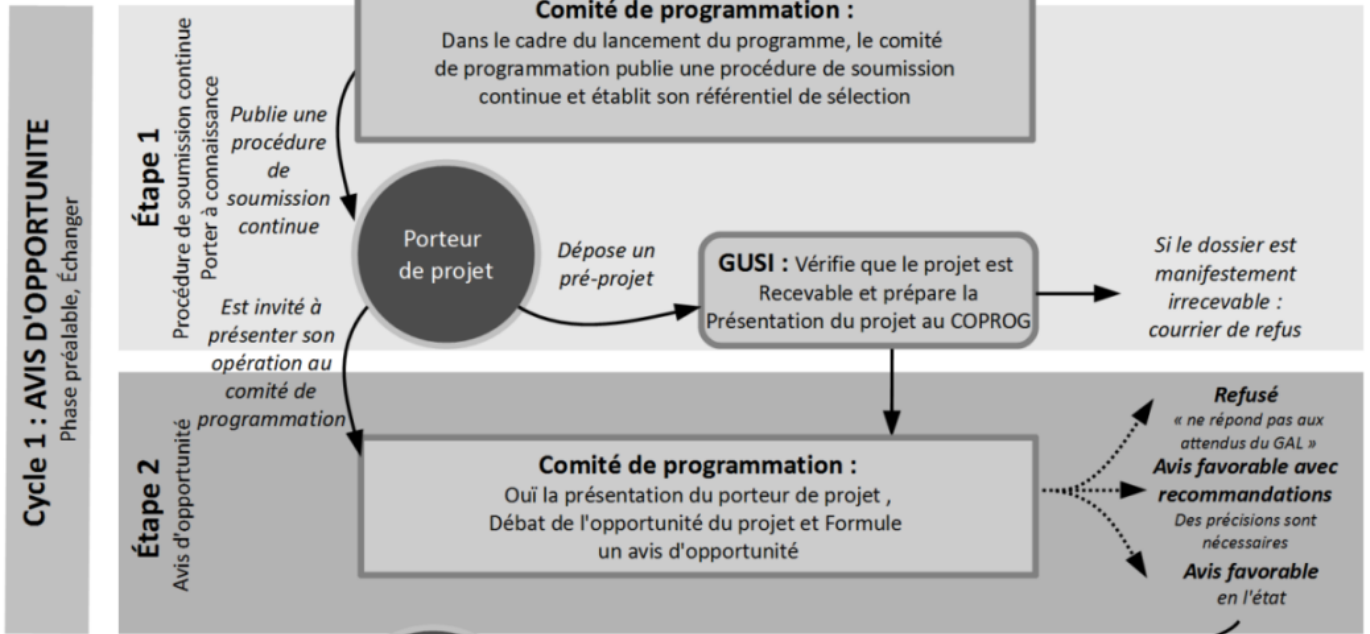 Cycle 1 : AVIS D'OPPORTUNITE
Phase préalable, Échanger
Étape 1
Procédure de soumission continue
Porter à connaissance
Comité de programmation :
Dans le cadre du lancement du programme, le comité
de programmation publie une procédure de soumission
continue et établit son référentiel de sélection
Publie une
procédure
de
soumission
continue
Porteur
de projet
Dépose un
pré-projet
GUSI : Vérifie que le projet est
Recevable et prépare la
Présentation du projet au COPROG
Si le dossier est
manifestement
irrecevable :
courrier de refus
Est invité à
présenter son
opération au
comité de
programmation
Étape 2
Avis d'opportunité
Comité de programmation :
Ouï la présentation du porteur de projet ,
Débat de l'opportunité du projet et Formule
un avis d'opportunité
Refusé
« ne répond pas aux
attendus du GAL »
Avis favorable avec
recommandations
Des précisions sont
nécessaires
Avis favorable
en l'état